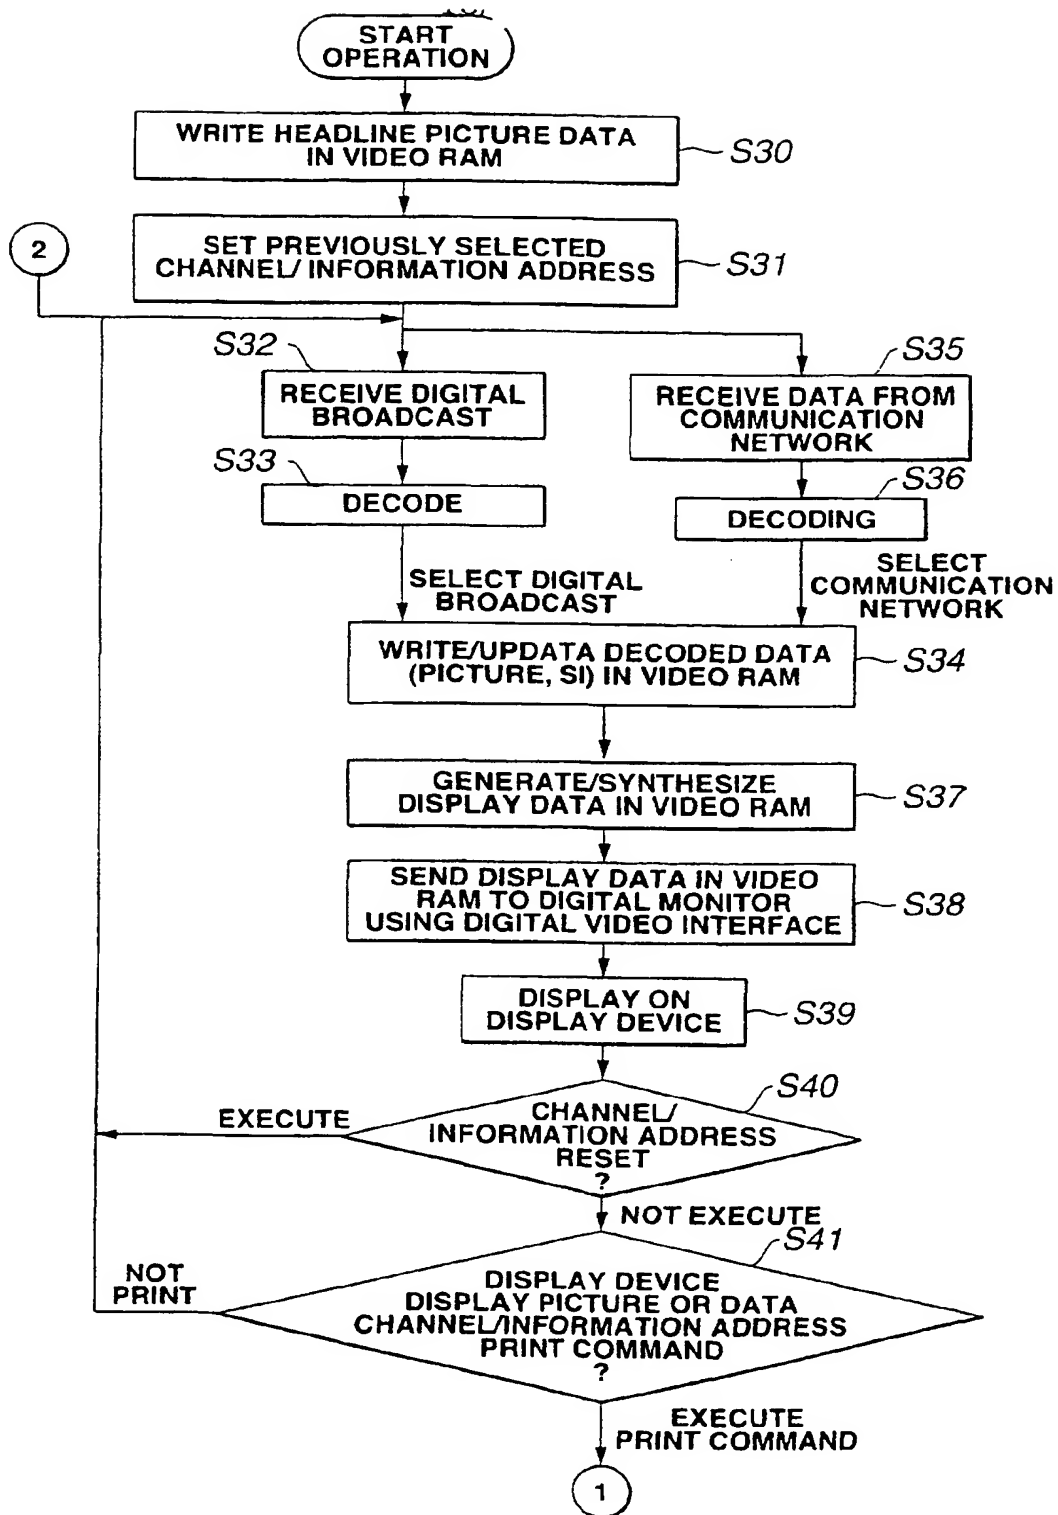 START
OPERATION
WRITE HEADLINE PICTURE DATA
IN VIDEO RAM
S30
2
SET PREVIOUSLY SELECTED
CHANNEL/ INFORMATION ADDRESS
S31
S32
RECEIVE DIGITAL
BROADCAST
S35
RECEIVE DATA FROM
COMMUNICATION
NETWORK
S33
DECODE
S36
DECODING
SELECT DIGITAL
BROADCAST
SELECT
COMMUNICATION
NETWORK
WRITE/UPDATA DECODED DATA
(PICTURE, SI) IN VIDEO RAM
S34
GENERATE/SYNTHESIZE
DISPLAY DATA IN VIDEO RAM
S37
SEND DISPLAY DATA IN VIDEO
RAM TO DIGITAL MONITOR
USING DIGITAL VIDEO INTERFACE
S38
DISPLAY ON
DISPLAY DEVICE
S39
S40
EXECUTE
CHANNEL/
INFORMATION ADDRESS
RESET
?
NOT EXECUTE
S41
NOT
PRINT
DISPLAY DEVICE
DISPLAY PICTURE OR DATA
CHANNEL/INFORMATION ADDRESS
PRINT COMMAND
?
EXECUTE
PRINT COMMAND
1